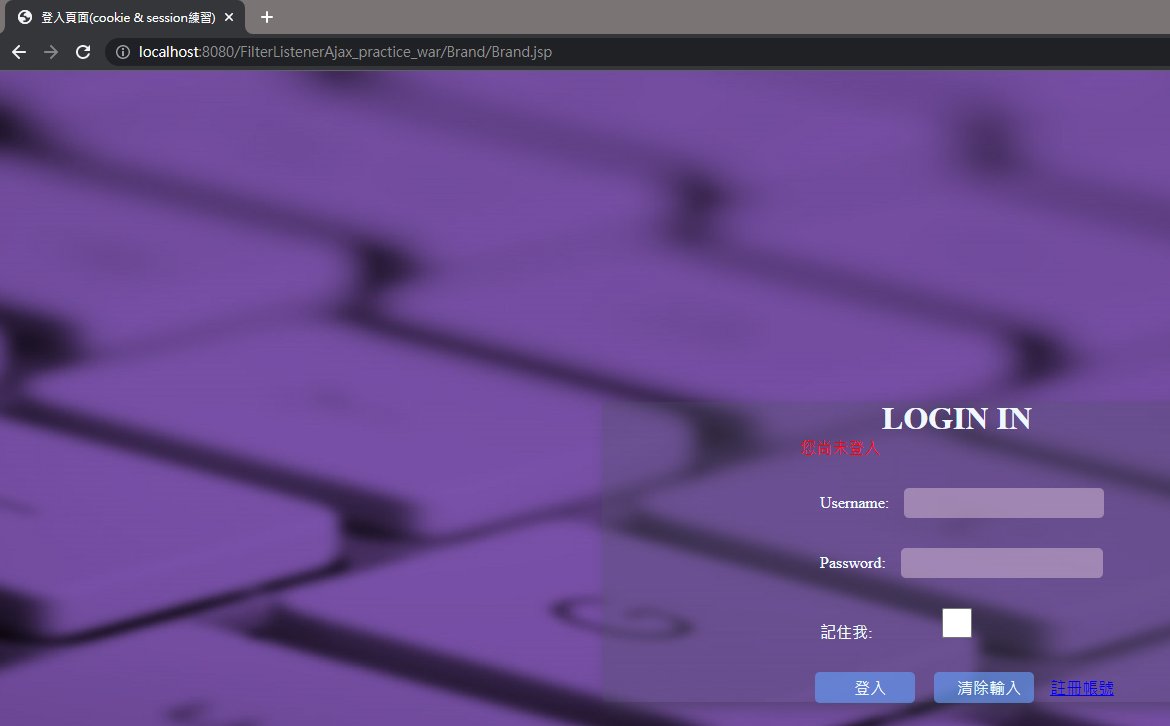 登入頁面(cookie & session練習)
localhost:8080/FilterListenerAjax_practice_war/Brand/Brand.jsp
LOGIN IN
您尚未登入
Username:
Password:
記住我:
登入 清除輸入 註冊帳號